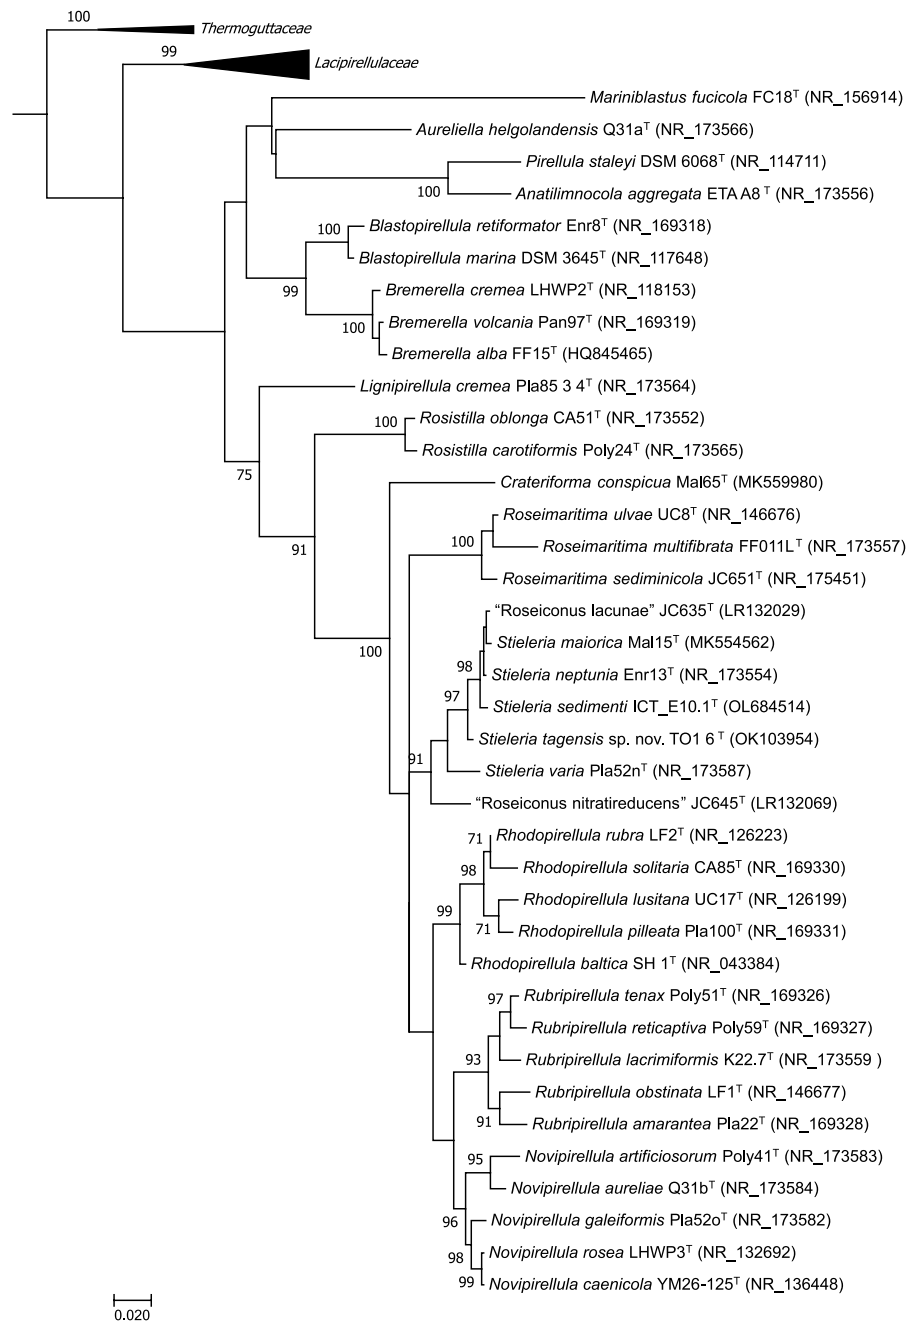 100
Thermoguttaceae
99
Lacipirellulaceae
Mariniblastus fucicola FC18ᵀ (NR_156914)
Aureliella helgolandensis Q31aᵀ (NR_173566)
Pirellula staleyi DSM 6068ᵀ (NR_114711)
100
Anatilimnocola aggregata ETA A8 ᵀ (NR_173556)
100
Blastopirellula retiformator Enr8ᵀ (NR_169318)
Blastopirellula marina DSM 3645ᵀ (NR_117648)
99
Bremerella cremea LHWP2ᵀ (NR_118153)
100
Bremerella volcania Pan97ᵀ (NR_169319)
Bremerella alba FF15ᵀ (HQ845465)
Lignipirellula cremea Pla85 3 4ᵀ (NR_173564)
100
Rosistilla oblonga CA51ᵀ (NR_173552)
Rosistilla carotiformis Poly24ᵀ (NR_173565)
75
Crateriforma conspicua Mal65ᵀ (MK559980)
Roseimaritima ulvae UC8ᵀ (NR_146676)
100
91
Roseimaritima multifibrata FF011Lᵀ (NR_173557)
Roseimaritima sediminicola JC651ᵀ (NR_175451)
“Roseiconus lacunae” JC635ᵀ (LR132029)
100
Stieleria maiorica Mal15ᵀ (MK554562)
98
Stieleria neptunia Enr13ᵀ (NR_173554)
97
Stieleria sedimenti ICT_E10.1ᵀ (OL684514)
Stieleria tagensis sp. nov. TO1 6 ᵀ (OK103954)
91
Stieleria varia Pla52nᵀ (NR_173587)
“Roseiconus nitratireducens” JC645ᵀ (LR132069)
71
Rhodopirellula rubra LF2ᵀ (NR_126223)
98
Rhodopirellula solitaria CA85ᵀ (NR_169330)
99
Rhodopirellula lusitana UC17ᵀ (NR_126199)
71
Rhodopirellula pilleata Pla100ᵀ (NR_169331)
Rhodopirellula baltica SH 1ᵀ (NR_043384)
97
Rubripirellula tenax Poly51ᵀ (NR_169326)
Rubripirellula reticaptiva Poly59ᵀ (NR_169327)
93
Rubripirellula lacrimiformis K22.7ᵀ (NR_173559 )
Rubripirellula obstinata LF1ᵀ (NR_146677)
91
Rubripirellula amarantea Pla22ᵀ (NR_169328)
95
Novipirellula artificiosorum Poly41ᵀ (NR_173583)
Novipirellula aureliae Q31bᵀ (NR_173584)
96
Novipirellula galeiformis Pla52oᵀ (NR_173582)
98
Novipirellula rosea LHWP3ᵀ (NR_132692)
99
Novipirellula caenicola YM26-125ᵀ (NR_136448)
0.020